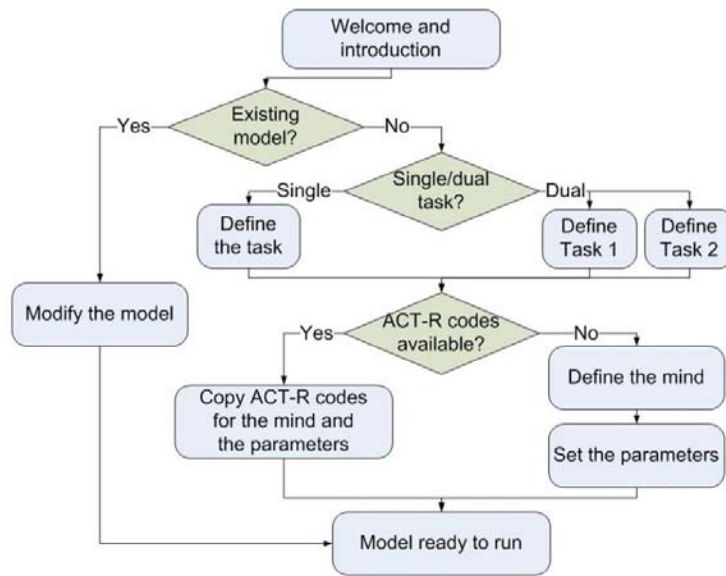 Welcome and
introduction
Existing
model?
Yes
No
Single/dual
task?
Single
Dual
Define
the task
Define
Task 1
Define
Task 2
Modify the model
ACT-R codes
available?
Yes
No
Copy ACT-R codes
for the mind and
the parameters
Define the mind
Set the parameters
Model ready to run